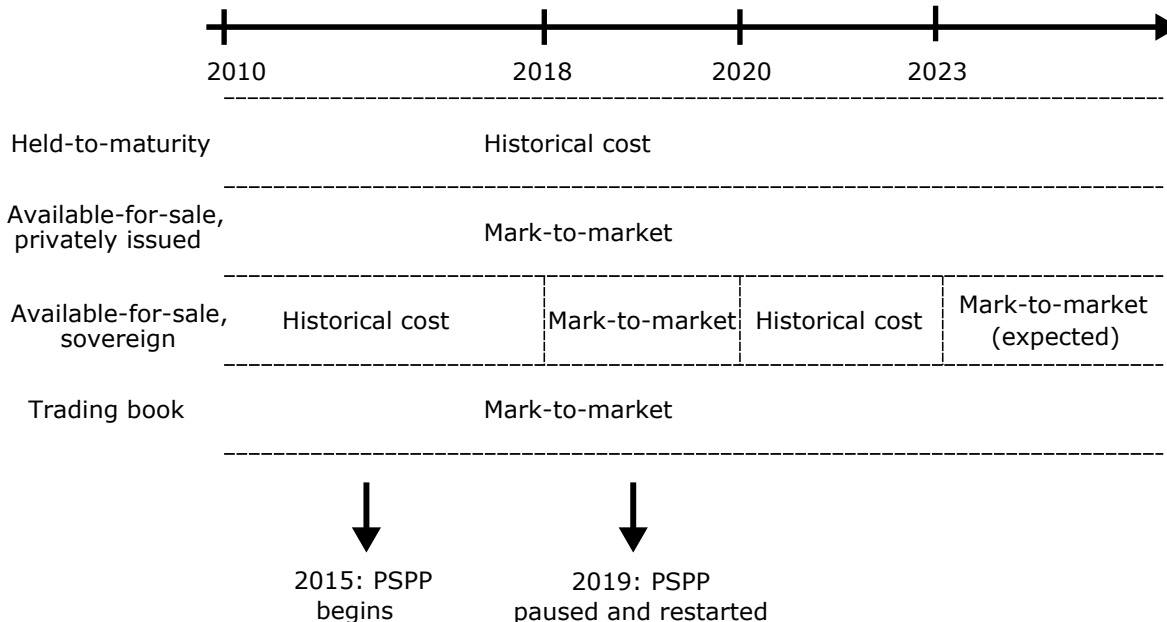 2010 2018 2020 2023
Held-to-maturity Historical cost
Available-for-sale,
privately issued
Mark-to-market
Available-for-sale,
sovereign
Historical cost Mark-to-market Historical cost Mark-to-market
(expected)
Trading book Mark-to-market
2015: PSPP
begins
2019: PSPP
paused and restarted